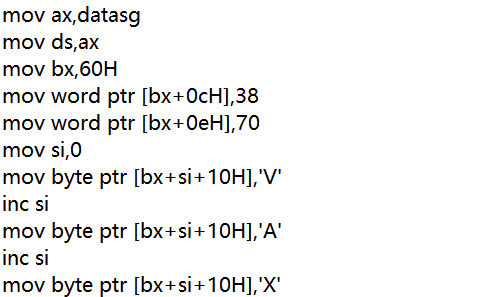 mov ax,datasg
mov ds,ax
mov bx,60H
mov word ptr [bx+0cH],38
mov word ptr [bx+0eH],70
mov si,0
mov byte ptr [bx+si+10H],'V'
inc si
mov byte ptr [bx+si+10H],'A'
inc si
mov byte ptr [bx+si+10H],'X'